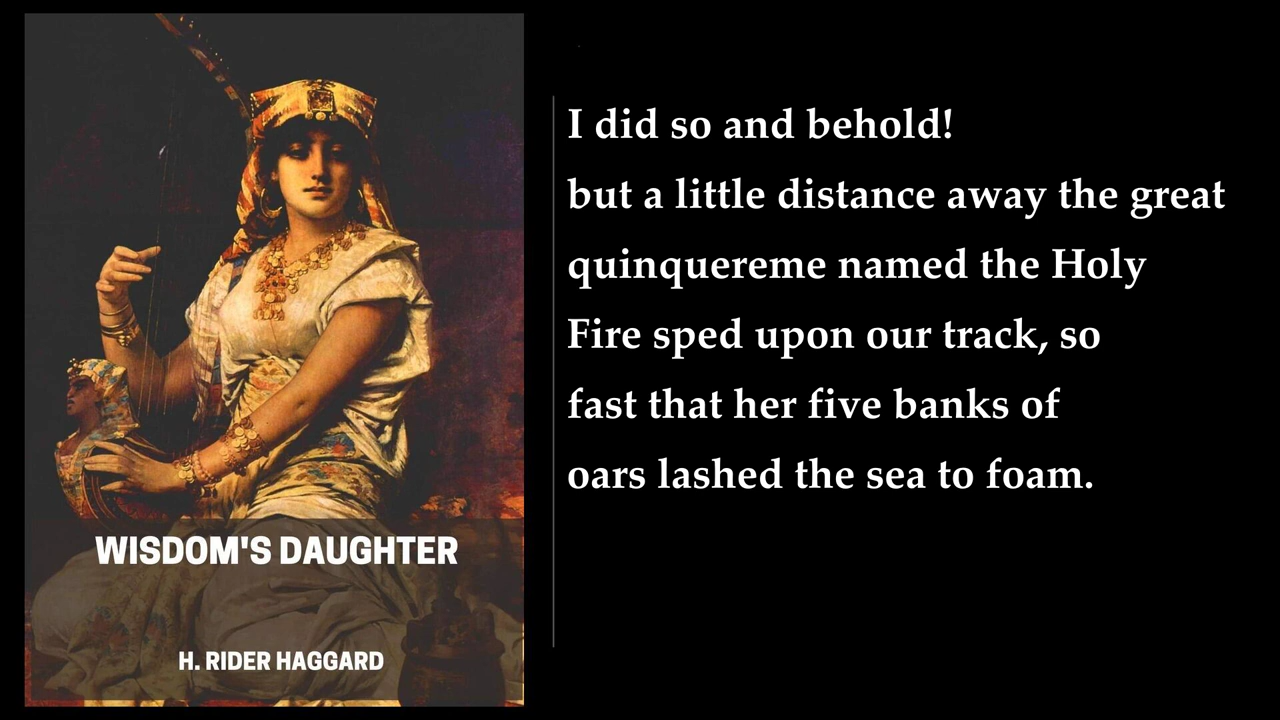 WISDOM'S DAUGHTER
H. RIDER HAGGARD
I did so and behold!
but a little distance away the great
quinquereme named the Holy
Fire sped upon our track, so
fast that her five banks of
oars lashed the sea to foam.